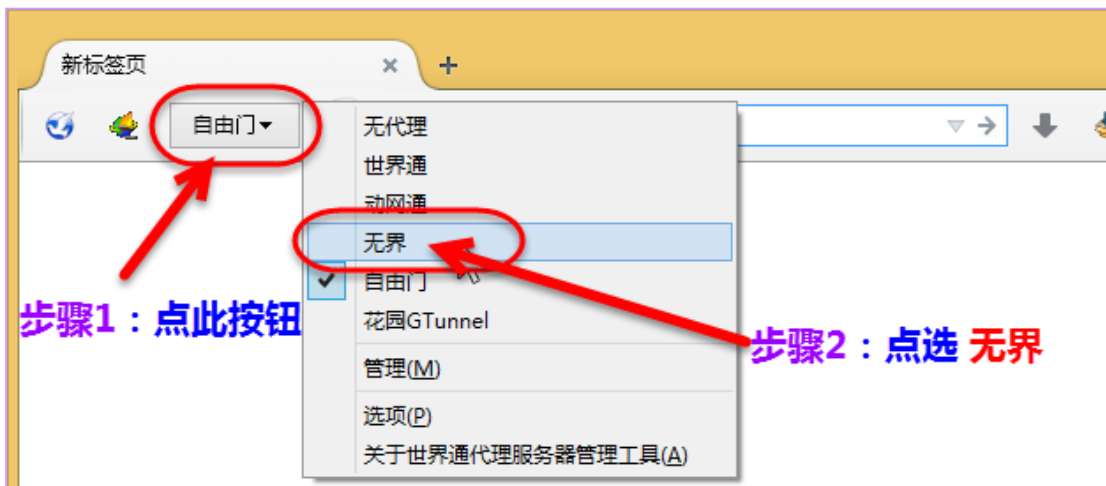 新标签页
自由门
无代理
世界通
动网通
无界
自由门
花园GTunnel
管理(M)
选项(P)
关于世界通代理服务器管理工具(A)
步骤1：点此按钮
步骤2：点选 无界